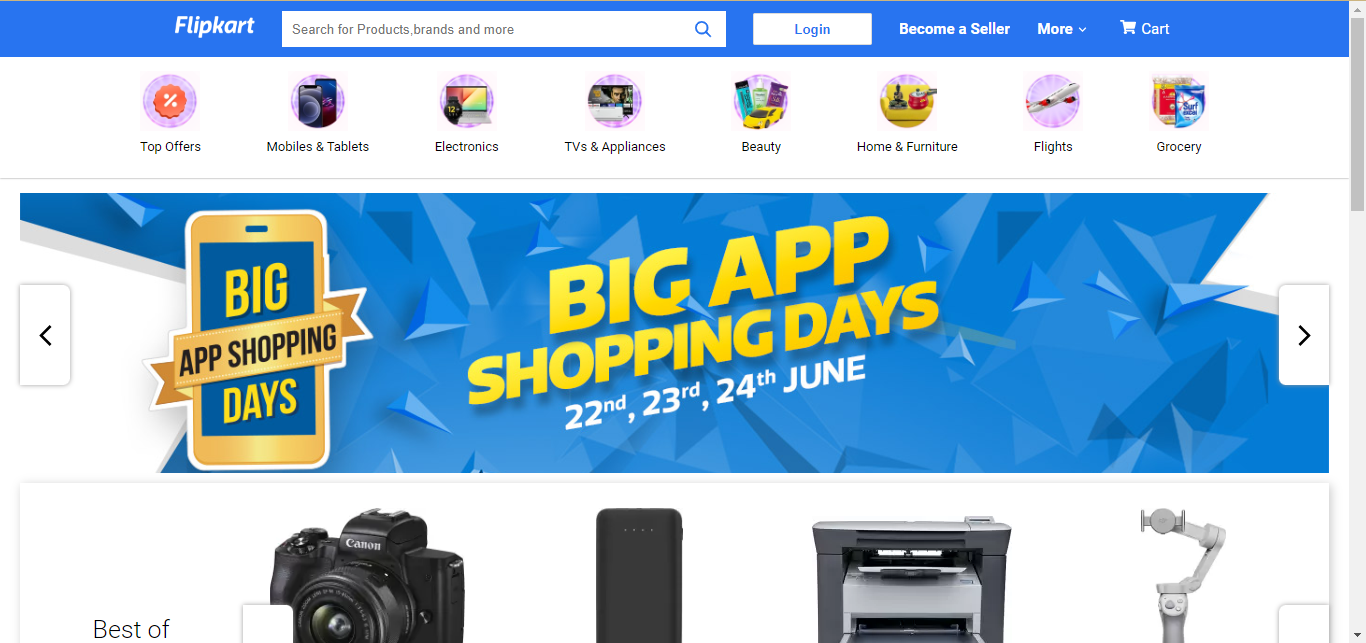 Flipkart
Search for Products,brands and more
Login
Become a Seller
More
Cart
Top Offers
Mobiles & Tablets
Electronics
TVs & Appliances
Beauty
Home & Furniture
Flights
Grocery
BIG
APP SHOPPING
DAYS
BIG APP
SHOPPING DAYS
22nd, 23rd, 24th JUNE
Canon
Best of
12
Surf